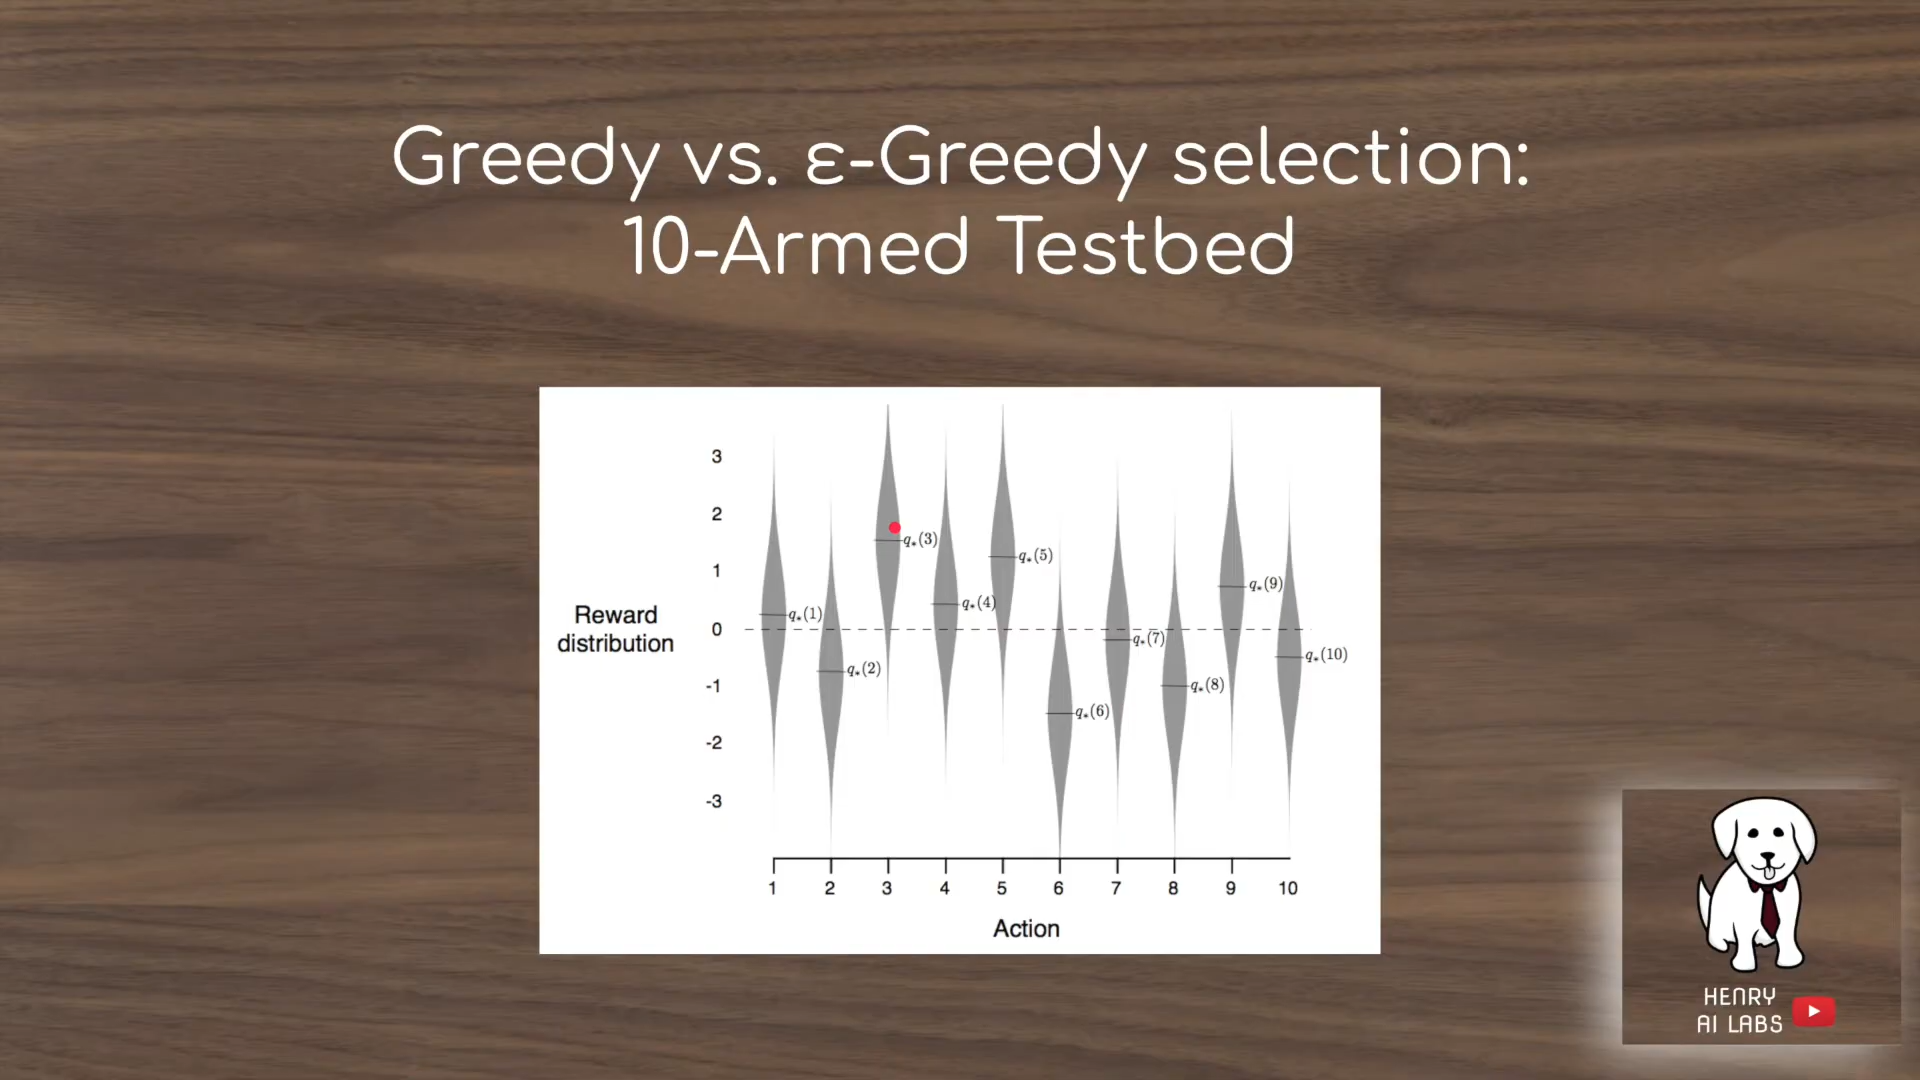 Greedy vs. ε-Greedy selection:
10-Armed Testbed
3
2
1
0
-1
-2
-3
Reward
distribution
q*(1)
q*(2)
q*(3)
q*(4)
q*(5)
q*(6)
q*(7)
q*(8)
q*(9)
q*(10)
1 2 3 4 5 6 7 8 9 10
Action
HENRY
AI LABS